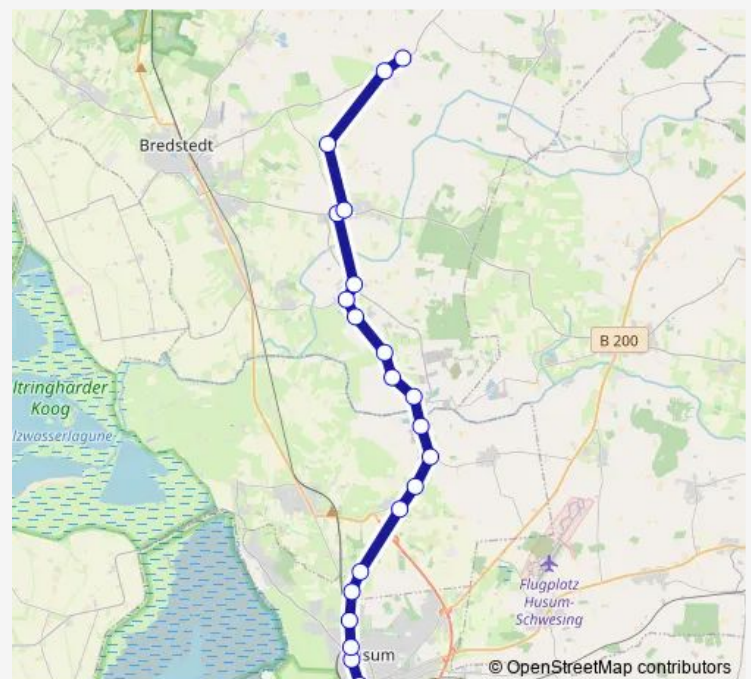 Bredstedt
B 200
ltringharder
Koog
lzwasserlagune
Flugplatz
Husum-
Schwesing
sum
© OpenStreetMap contributors